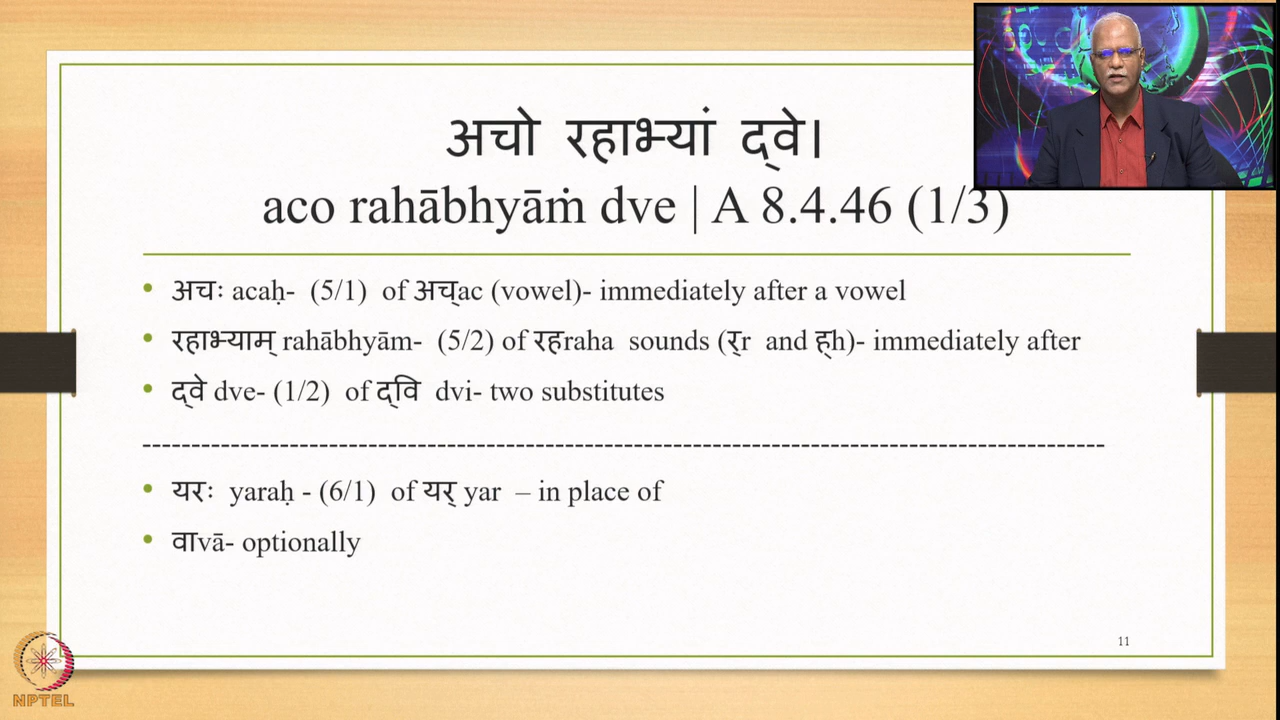 अचो रहाभ्यां द्‌वे।
aco rahābhyāṁ dve | A 8.4.46 (1/3)
• अचः acaḥ- (5/1) of अच्ac (vowel)- immediately after a vowel
• रहाभ्याम् rahābhyām- (5/2) of रहraha sounds (र्r and ह्h)- immediately after
• द्‌वे dve- (1/2) of द्‌वि dvi- two substitutes
--------------------------------------------------------------------------------------------
• यरः yaraḥ - (6/1) of यर् yar – in place of
• वाvā- optionally
11
NPTEL